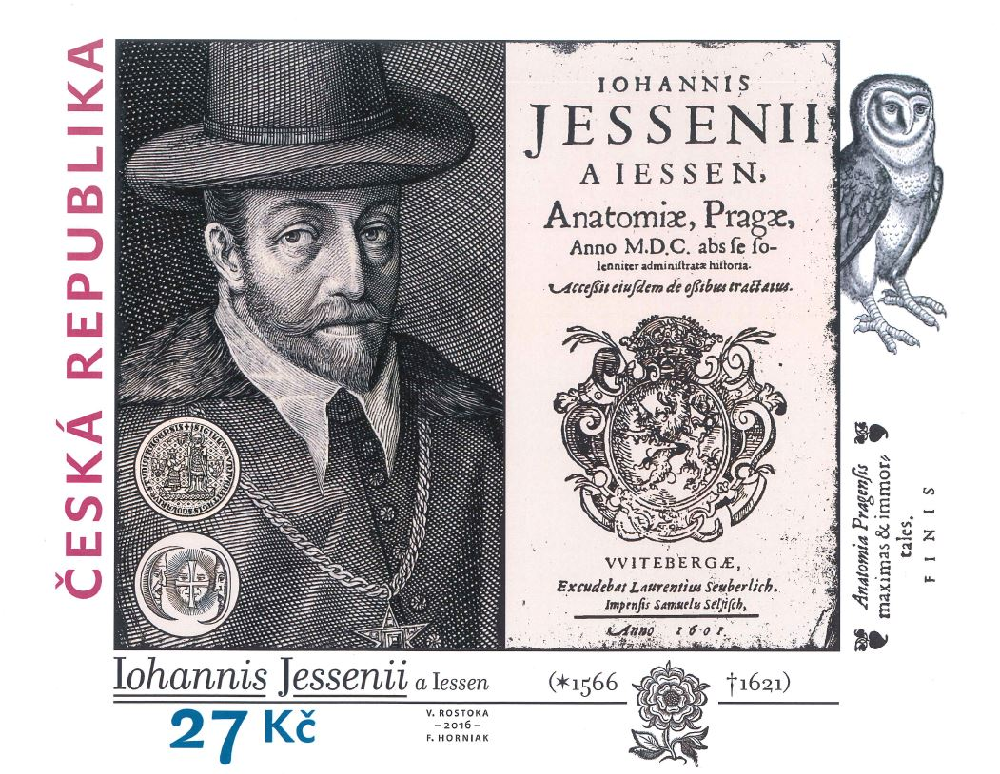 ČESKÁ REPUBLIKA
IOHANNIS
JESSENII
A IESSEN,
Anatomiæ, Pragæ,
Anno M.D.C. abs ſe ſo-
lenniter adminiſtratæ hiſtoria.
Acceſſit eiuſdem de oſſibus tractatus.
VVITEBERGÆ,
Excudebat Laurentius Seuberlich.
Impenſis Samuelu Selfiſch,
Anno 1601.
Anatomia Pragenſis
maximas & immor„
tales.
FINIS
Iohannis Jessenii a Iessen
(✶1566 †1621)
27 Kč
V. ROSTOKA
– 2016 –
F. HORNIAK